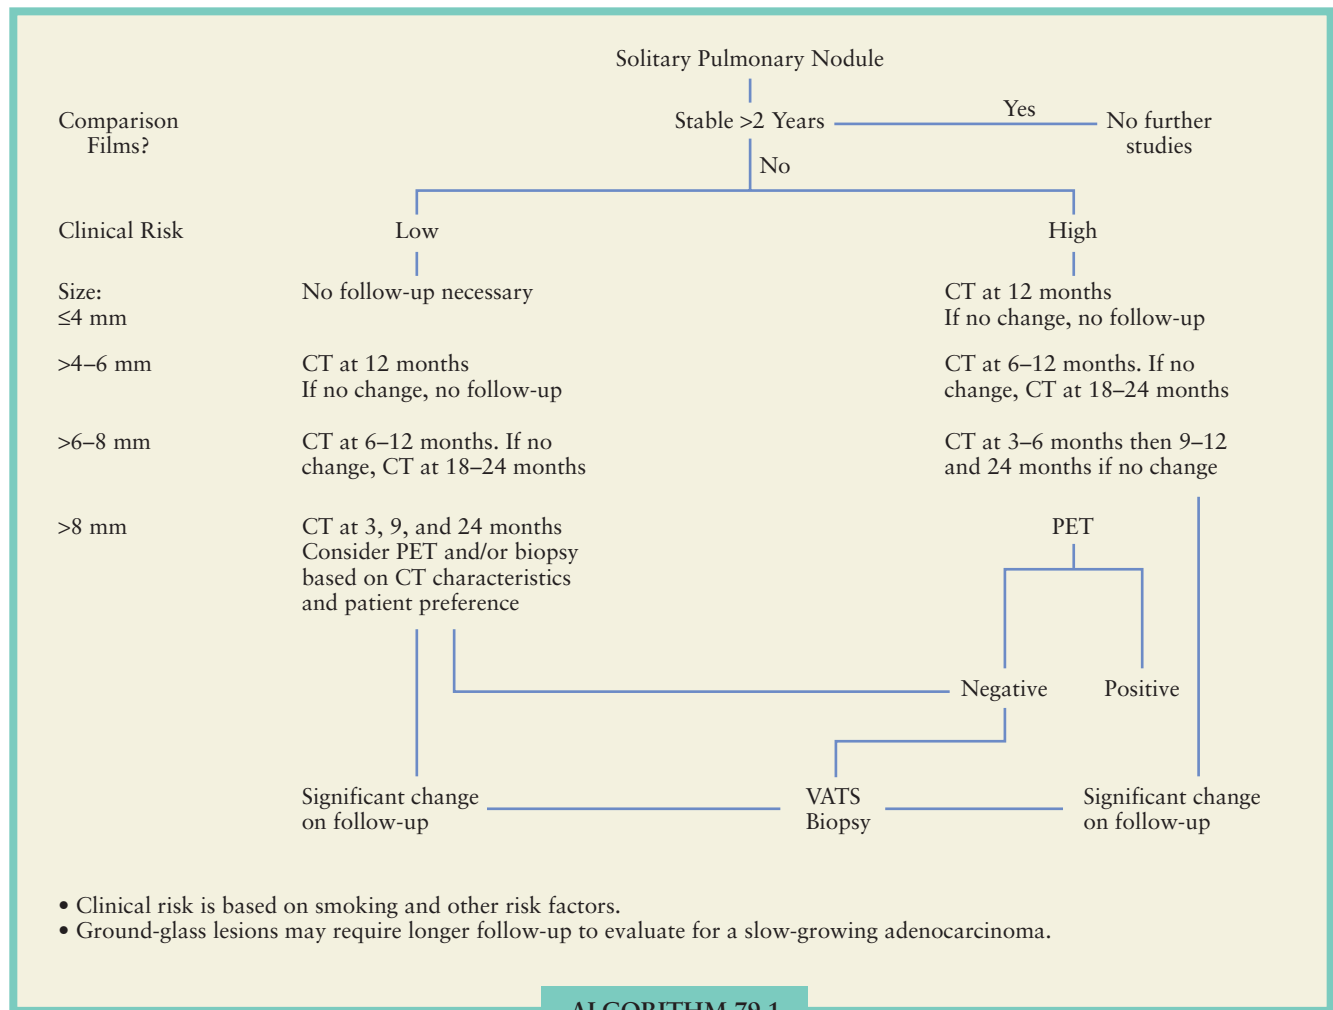 Solitary Pulmonary Nodule
Comparison
Films?
Stable >2 Years
Yes
No further
studies
No
Clinical Risk
Low
High
Size:
≤4 mm
No follow-up necessary
CT at 12 months
If no change, no follow-up
>4–6 mm
CT at 12 months
If no change, no follow-up
CT at 6–12 months. If no
change, CT at 18–24 months
>6–8 mm
CT at 6–12 months. If no
change, CT at 18–24 months
CT at 3–6 months then 9–12
and 24 months if no change
>8 mm
CT at 3, 9, and 24 months
Consider PET and/or biopsy
based on CT characteristics
and patient preference
PET
Negative
Positive
Significant change
on follow-up
VATS
Biopsy
Significant change
on follow-up
• Clinical risk is based on smoking and other risk factors.
• Ground-glass lesions may require longer follow-up to evaluate for a slow-growing adenocarcinoma.
ALGORITHM 79.1